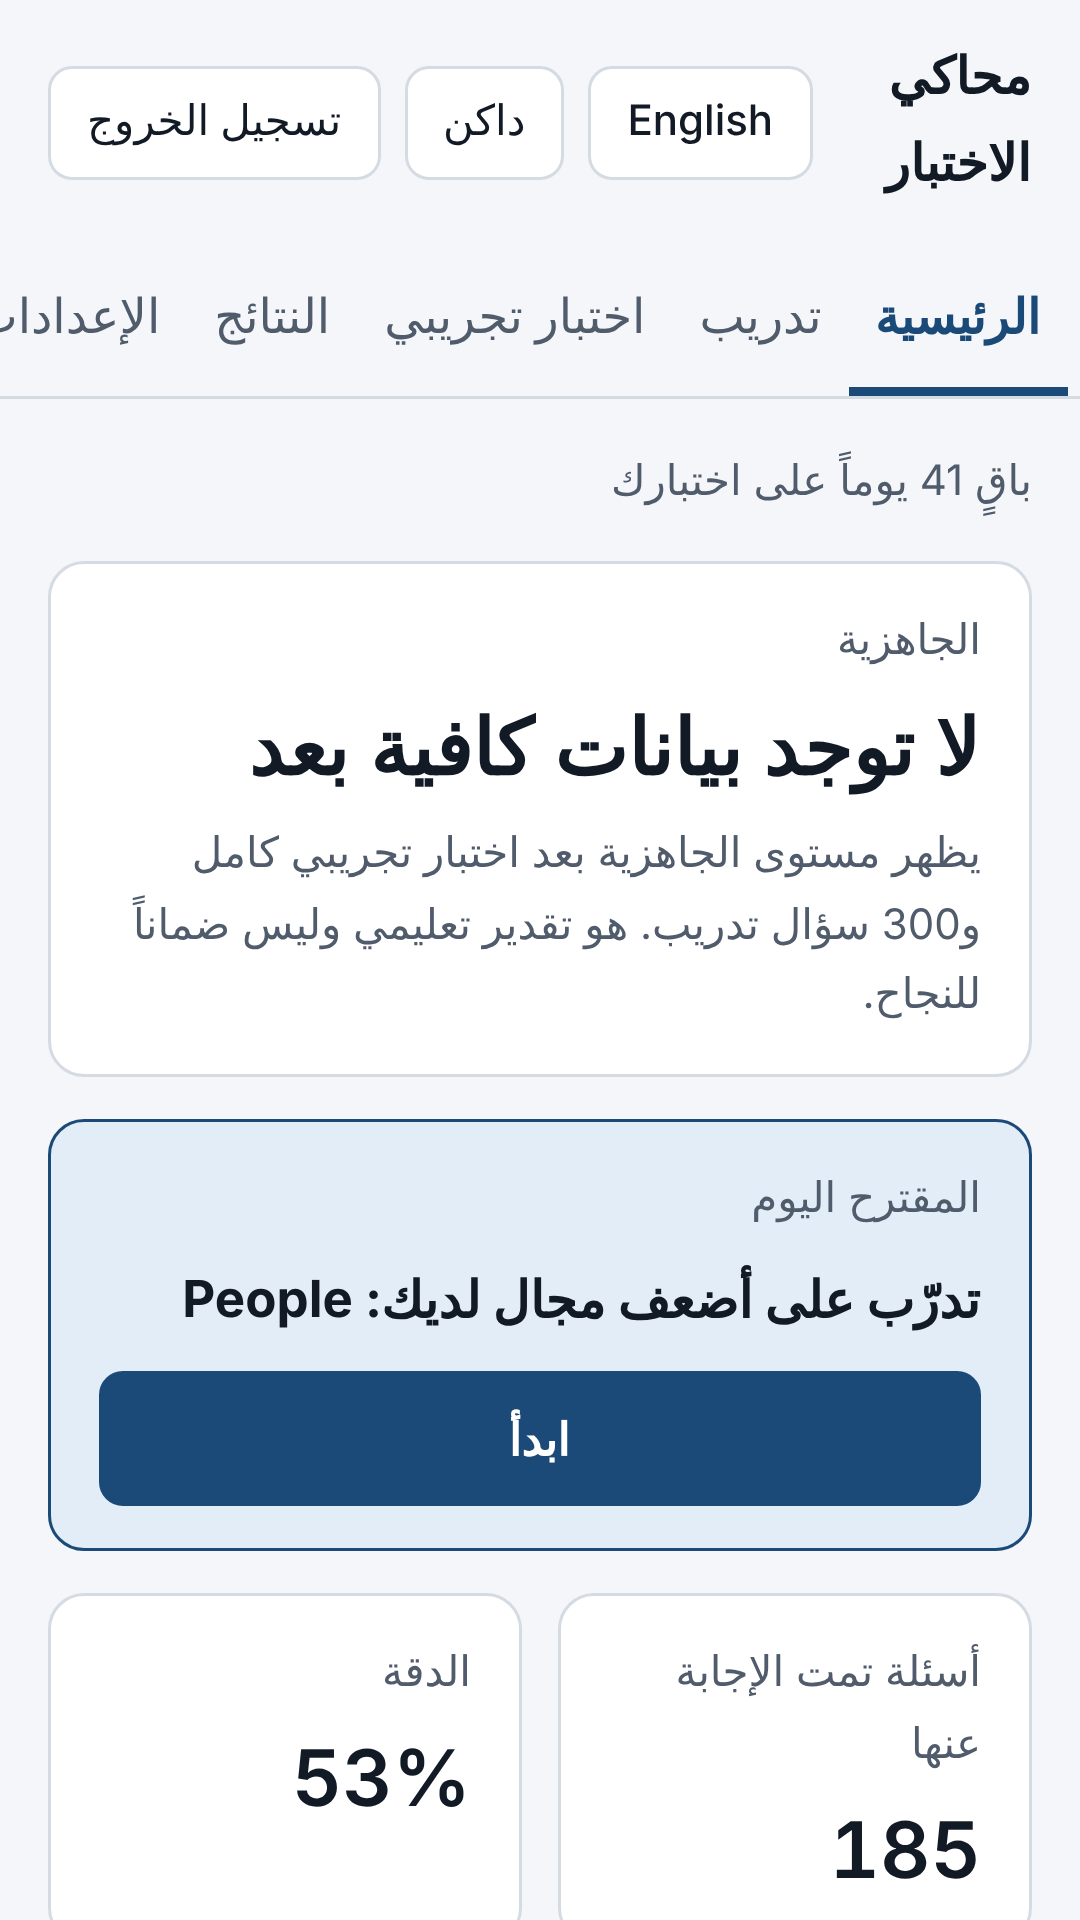 محاكي
الاختبار
English
داكن
تسجيل الخروج
الرئيسية
تدريب
اختبار تجريبي
النتائج
الإعدادات
باقٍ 41 يوماً على اختبارك
الجاهزية
لا توجد بيانات كافية بعد
يظهر مستوى الجاهزية بعد اختبار تجريبي كامل
و300 سؤال تدريب. هو تقدير تعليمي وليس ضماناً
للنجاح.
المقترح اليوم
تدرّب على أضعف مجال لديك: People
ابدأ
أسئلة تمت الإجابة
عنها
185
الدقة
53%